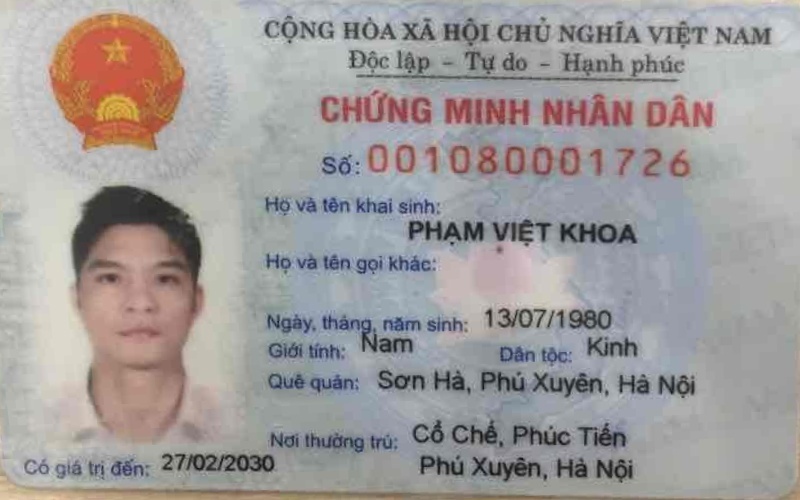 CỘNG HÒA XÃ HỘI CHỦ NGHĨA VIỆT NAM
Độc lập - Tự do - Hạnh phúc
CHỨNG MINH NHÂN DÂN
Số: 001080001726
Họ và tên khai sinh:
PHẠM VIỆT KHOA
Họ và tên gọi khác:
Ngày, tháng, năm sinh: 13/07/1980
Giới tính: Nam Dân tộc: Kinh
Quê quán: Sơn Hà, Phú Xuyên, Hà Nội
Nơi thường trú: Cổ Chế, Phúc Tiến
Phú Xuyên, Hà Nội
Có giá trị đến: 27/02/2030